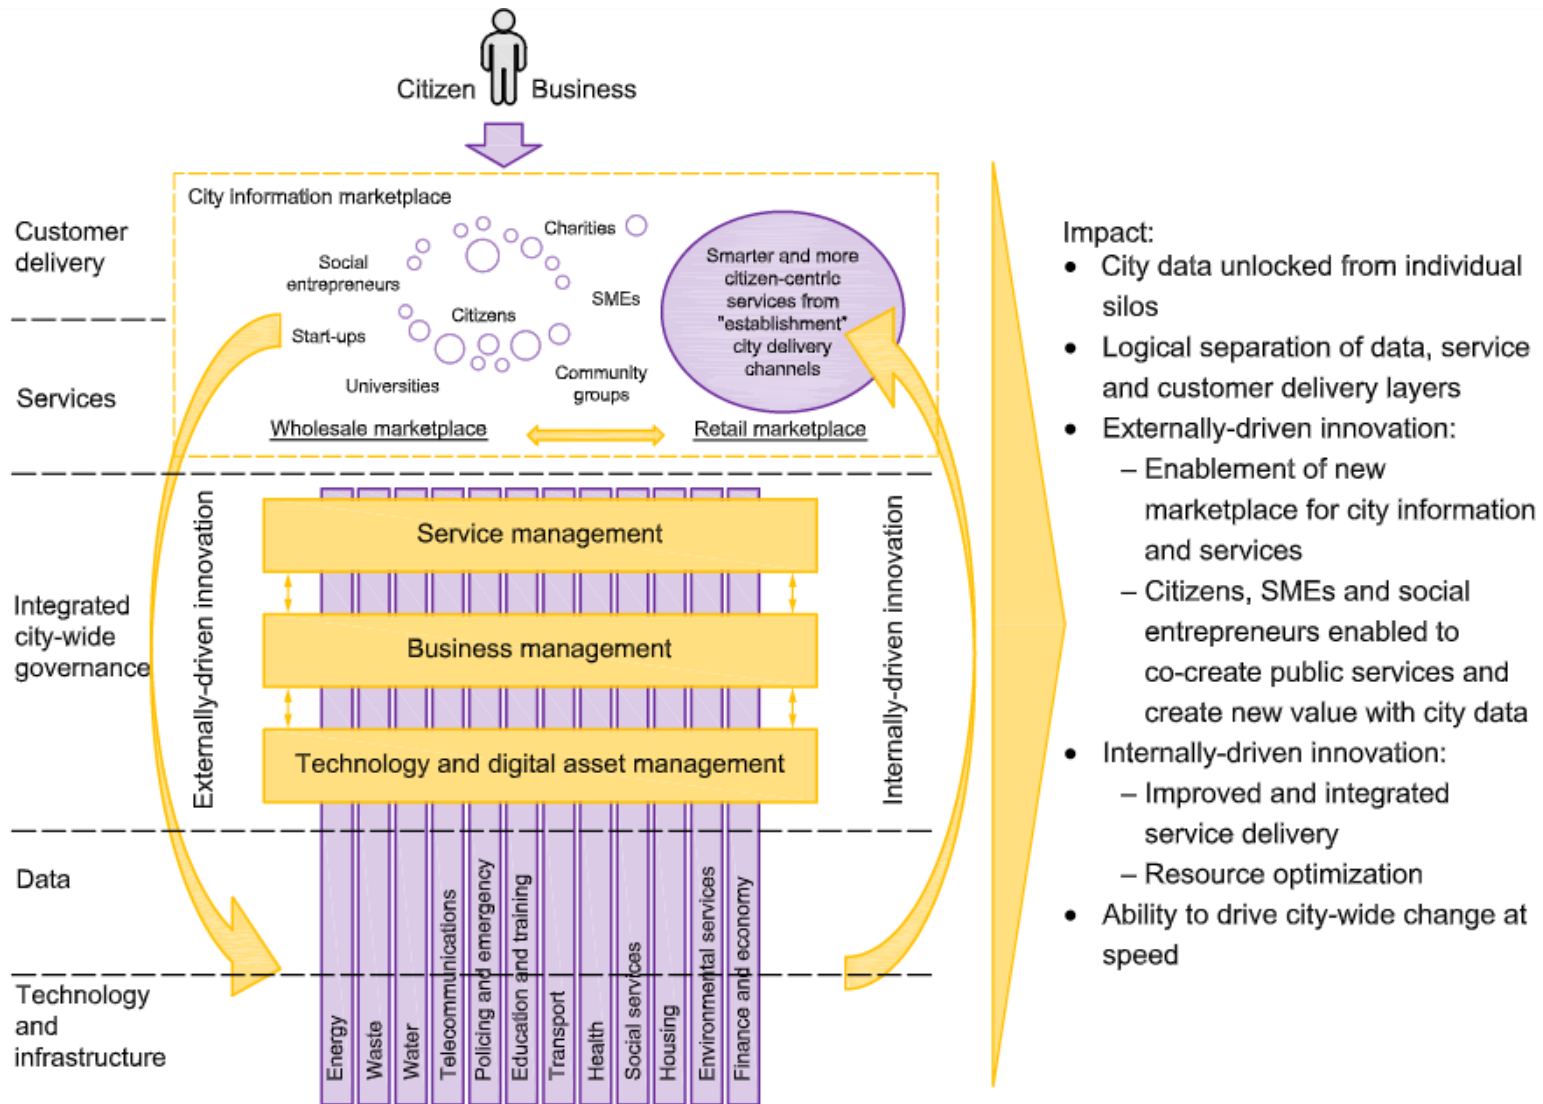 Citizen Business
City information marketplace
Customer
delivery
Services
Integrated
city-wide
governance
Data
Technology
and
infrastructure
Charities
Social
entrepreneurs
SMEs
Citizens
Start-ups
Universities
Community
groups
Smarter and more
citizen-centric
services from
"establishment"
city delivery
channels
Wholesale marketplace
Retail marketplace
Externally-driven innovation
Service management
Business management
Technology and digital asset management
Internally-driven innovation
Energy
Waste
Water
Telecommunications
Policing and emergency
Education and training
Transport
Health
Social services
Housing
Environmental services
Finance and economy
Impact:
• City data unlocked from individual
silos
• Logical separation of data, service
and customer delivery layers
• Externally-driven innovation:
– Enablement of new
marketplace for city information
and services
– Citizens, SMEs and social
entrepreneurs enabled to
co-create public services and
create new value with city data
• Internally-driven innovation:
– Improved and integrated
service delivery
– Resource optimization
• Ability to drive city-wide change at
speed